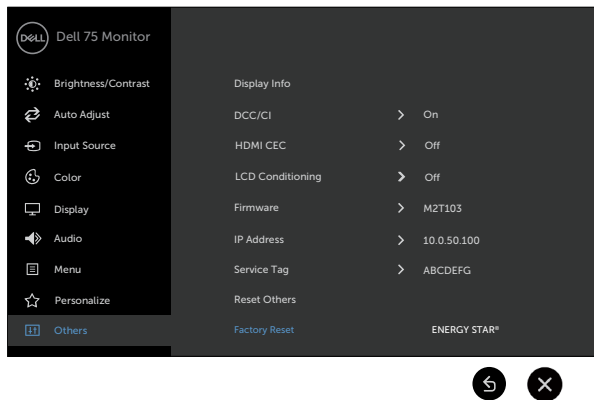 DELL Dell 75 Monitor
Brightness/Contrast Display Info
Auto Adjust DCC/CI On
Input Source HDMI CEC Off
Color LCD Conditioning Off
Display Firmware M2T103
Audio IP Address 10.0.50.100
Menu Service Tag ABCDEFG
Personalize Reset Others
Others Factory Reset ENERGY STAR®